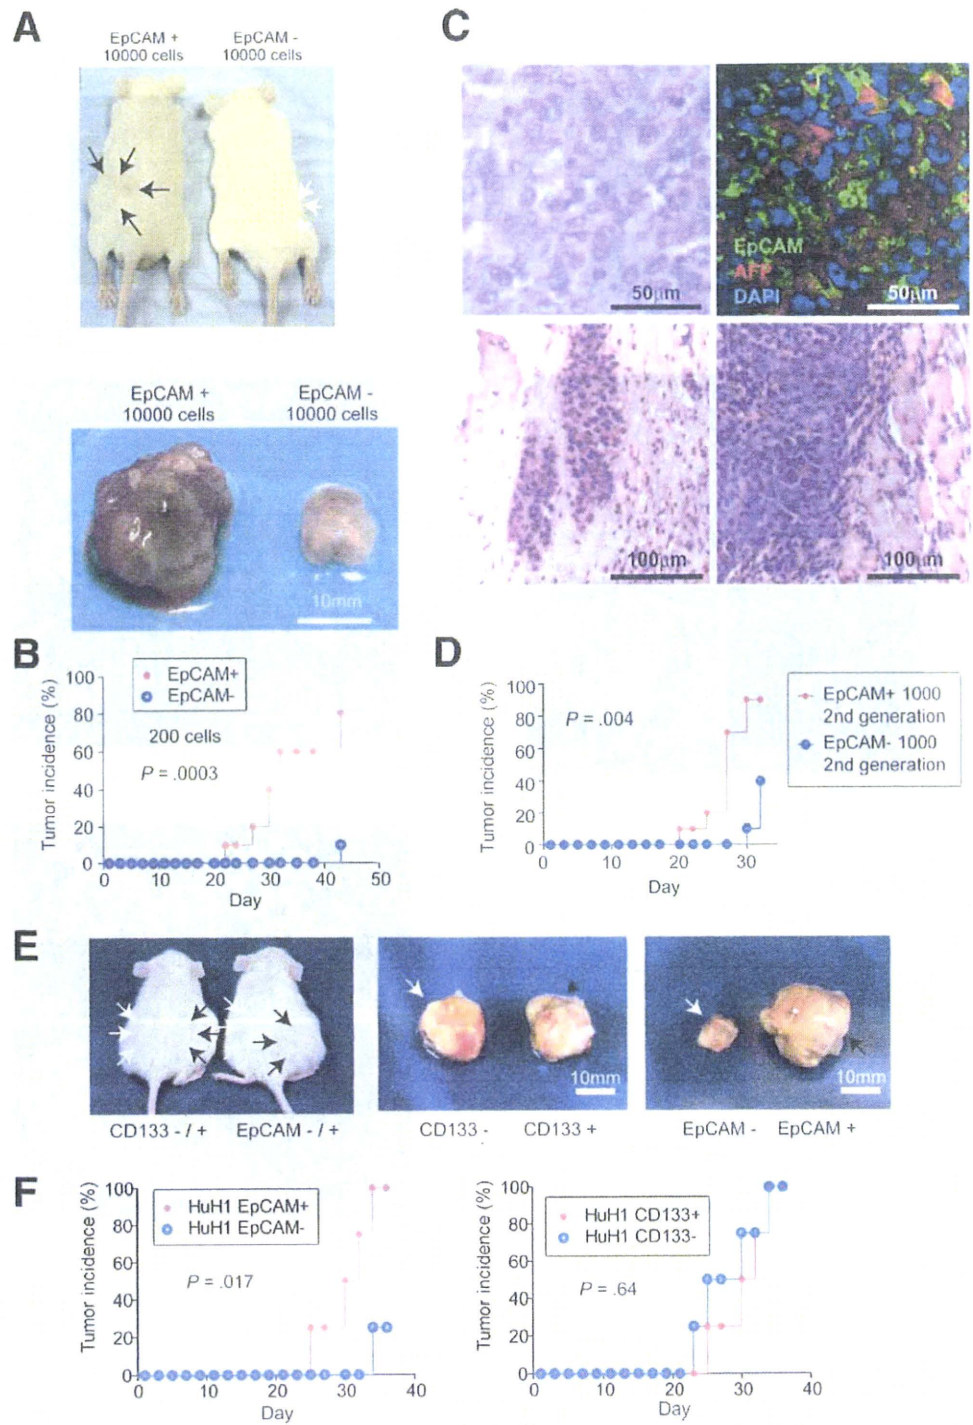 A
EpCAM +
10000 cells
EpCAM -
10000 cells
EpCAM +
10000 cells
EpCAM -
10000 cells
10mm
C
50μm
EpCAM
AFP
DAPI
50μm
100μm
100μm
B
Tumor incidence (%)
100
80
60
40
20
0
EpCAM+
EpCAM-
200 cells
P = .0003
0 10 20 30 40 50
Day
D
Tumor incidence (%)
100
80
60
40
20
0
P = .004
EpCAM+ 1000
2nd generation
EpCAM- 1000
2nd generation
0 10 20 30
Day
E
CD133 - / +
EpCAM - / +
10mm
CD133 -
CD133 +
10mm
EpCAM -
EpCAM +
F
Tumor incidence (%)
100
80
60
40
20
0
HuH1 EpCAM+
HuH1 EpCAM-
P = .017
0 10 20 30 40
Day
Tumor incidence (%)
100
80
60
40
20
0
HuH1 CD133+
HuH1 CD133-
P = .64
0 10 20 30 40
Day